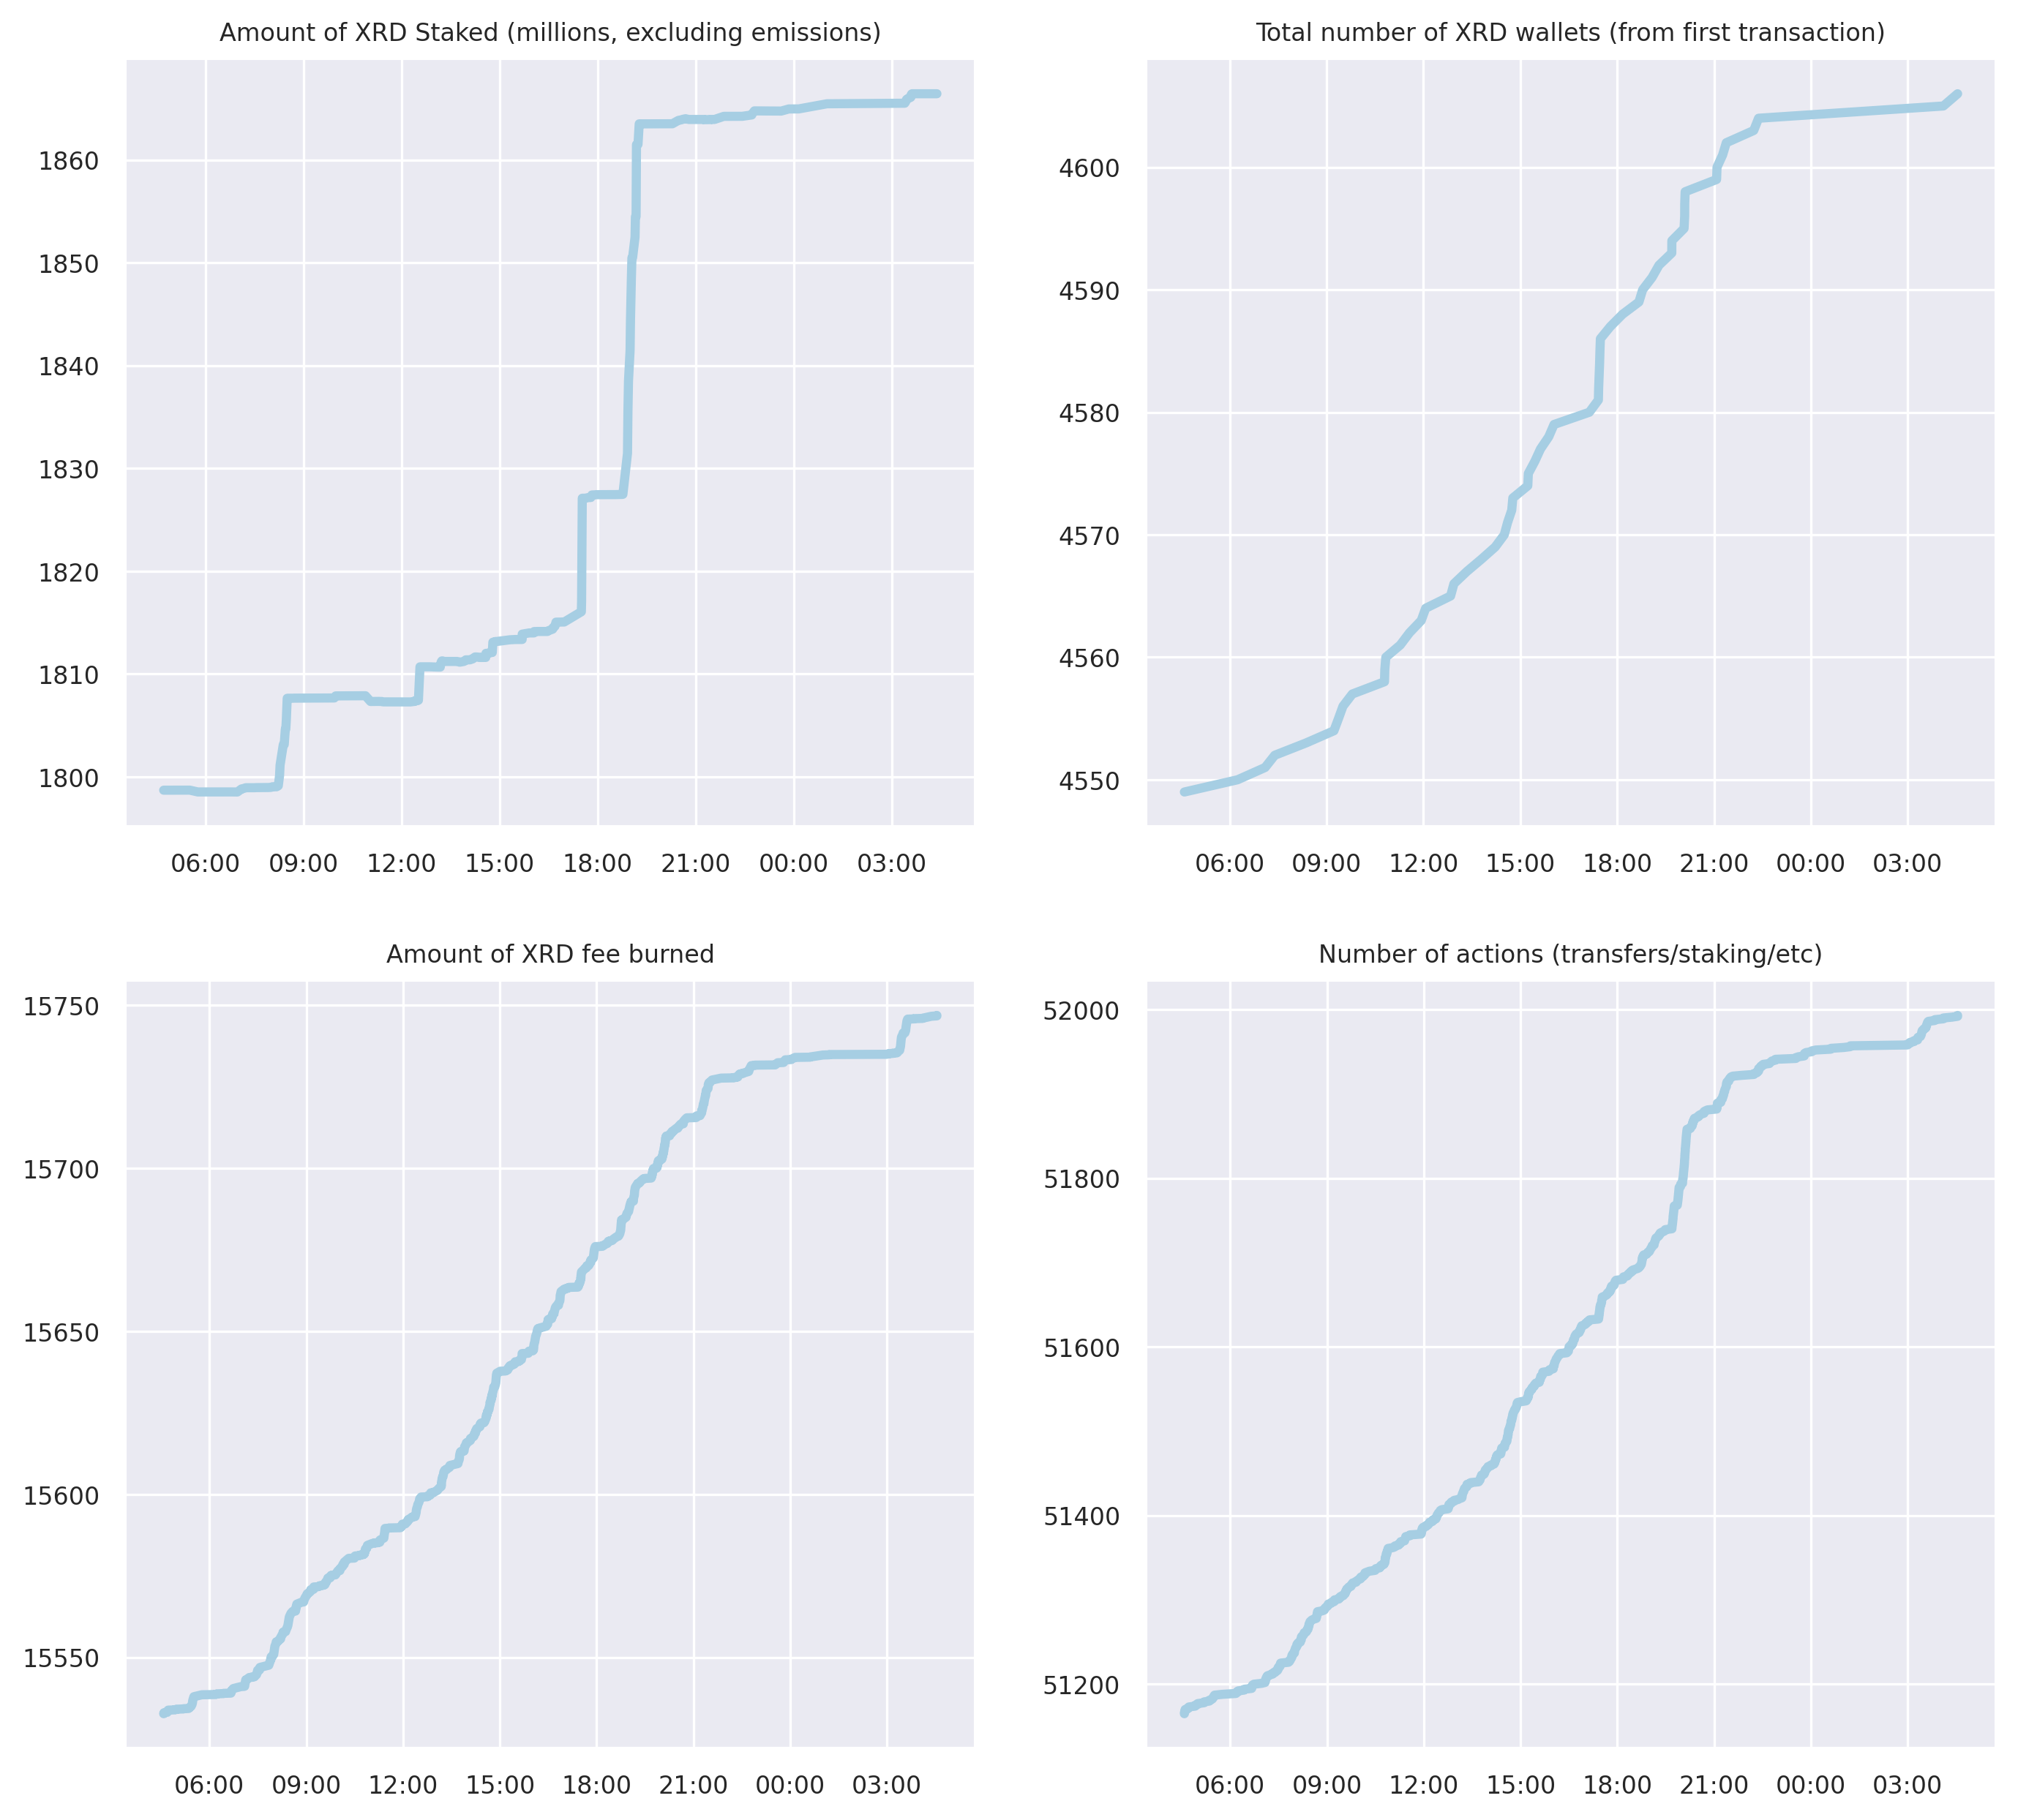 Amount of XRD Staked (millions, excluding emissions)
1860
1850
1840
1830
1820
1810
1800
06:00 09:00 12:00 15:00 18:00 21:00 00:00 03:00
Total number of XRD wallets (from first transaction)
4600
4590
4580
4570
4560
4550
06:00 09:00 12:00 15:00 18:00 21:00 00:00 03:00
Amount of XRD fee burned
15750
15700
15650
15600
15550
06:00 09:00 12:00 15:00 18:00 21:00 00:00 03:00
Number of actions (transfers/staking/etc)
52000
51800
51600
51400
51200
06:00 09:00 12:00 15:00 18:00 21:00 00:00 03:00